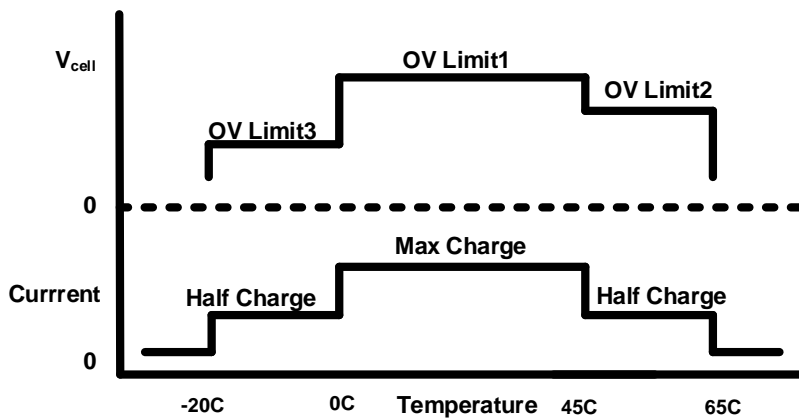 V cell
OV Limit1
OV Limit2
OV Limit3
0
Max Charge
Currrent
Half Charge
Half Charge
0
-20C
0C
Temperature
45C
65C